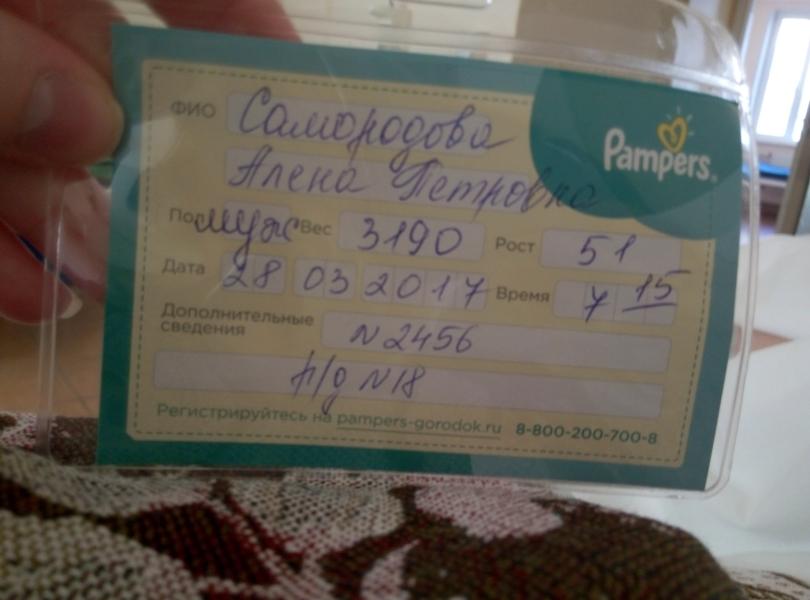 ФИО Самородова
Алена Петровна
Pampers
Пол муж Вес 3190 Рост 51
Дата 28 03 2017 Время 7 15
Дополнительные
сведения N 2456
р/д N 18
Регистрируйтесь на pampers-gorodok.ru 8-800-200-700-8